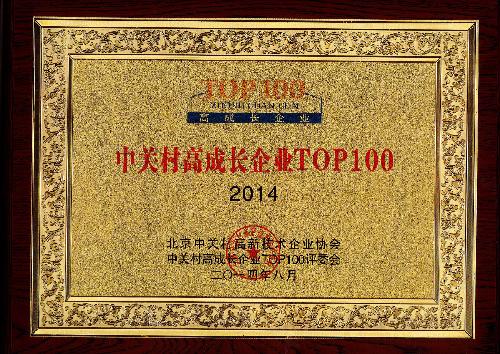 TOP100
高成长企业
中关村高成长企业TOP100
2014
北京中关村高新技术企业协会
中关村高成长企业TOP100评委会
二〇一四年八月